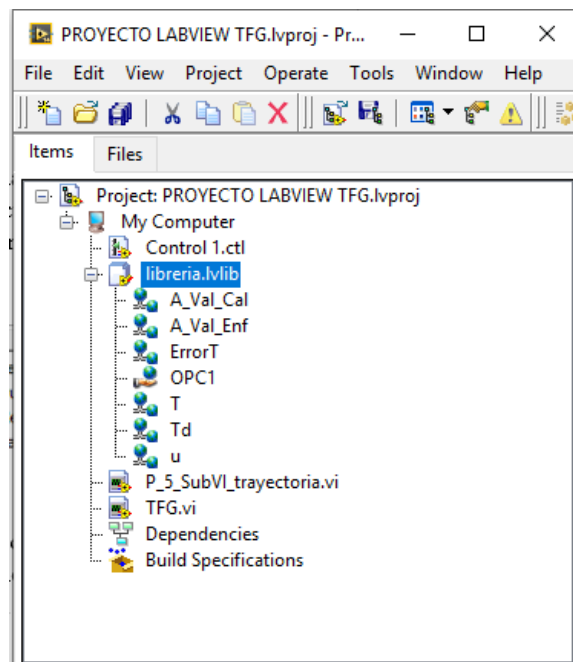 PROYECTO LABVIEW TFG.lvproj - Pr...
File Edit View Project Operate Tools Window Help
Items Files
Project: PROYECTO LABVIEW TFG.lvproj
My Computer
Control 1.ctl
libreria.lvlib
A_Val_Cal
A_Val_Enf
ErrorT
OPC1
T
Td
u
P_5_SubVI_trayectoria.vi
TFG.vi
Dependencies
Build Specifications